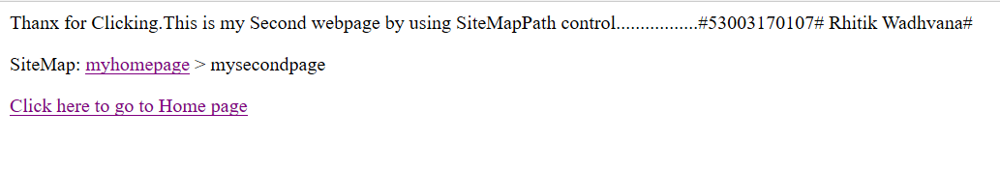 Thanx for Clicking.This is my Second webpage by using SiteMapPath control.................#53003170107# Rhitik Wadhvana#
SiteMap: myhomepage > mysecondpage
Click here to go to Home page